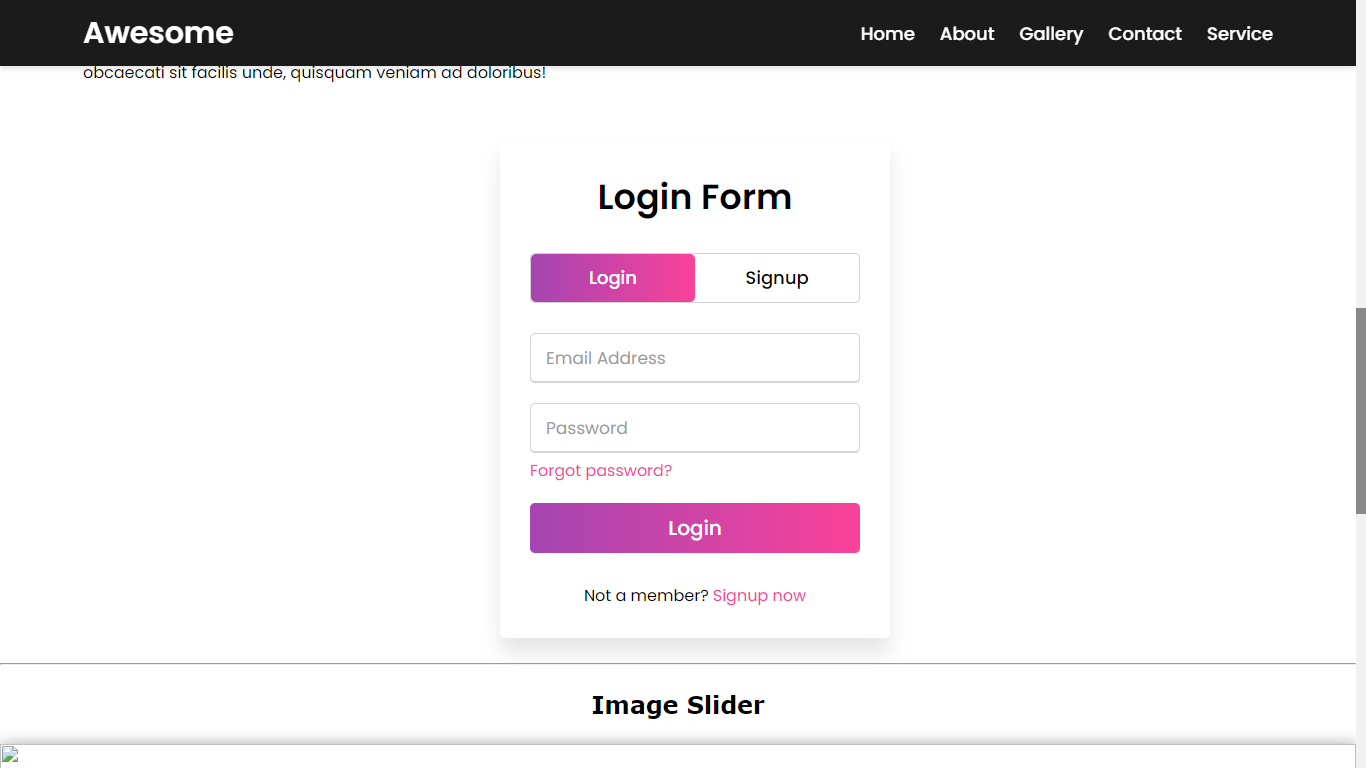 Awesome
Home About Gallery Contact Service
obcaecati sit facilis unde, quisquam veniam ad doloribus!
Login Form
Login Signup
Email Address
Password
Forgot password?
Login
Not a member? Signup now
Image Slider